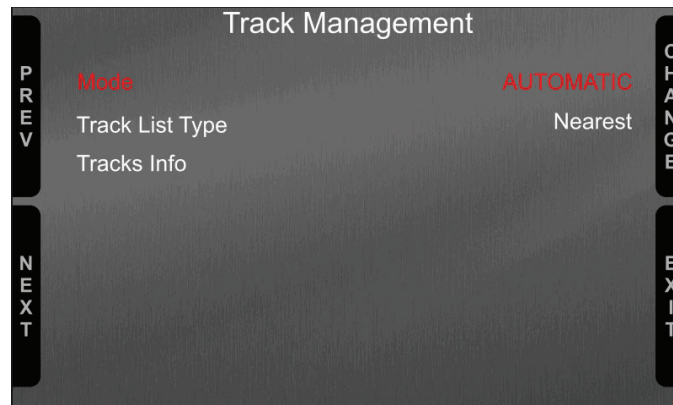 Track Management
PREV
CHANGE
Mode AUTOMATIC
Track List Type Nearest
Tracks Info
NEXT
EXIT